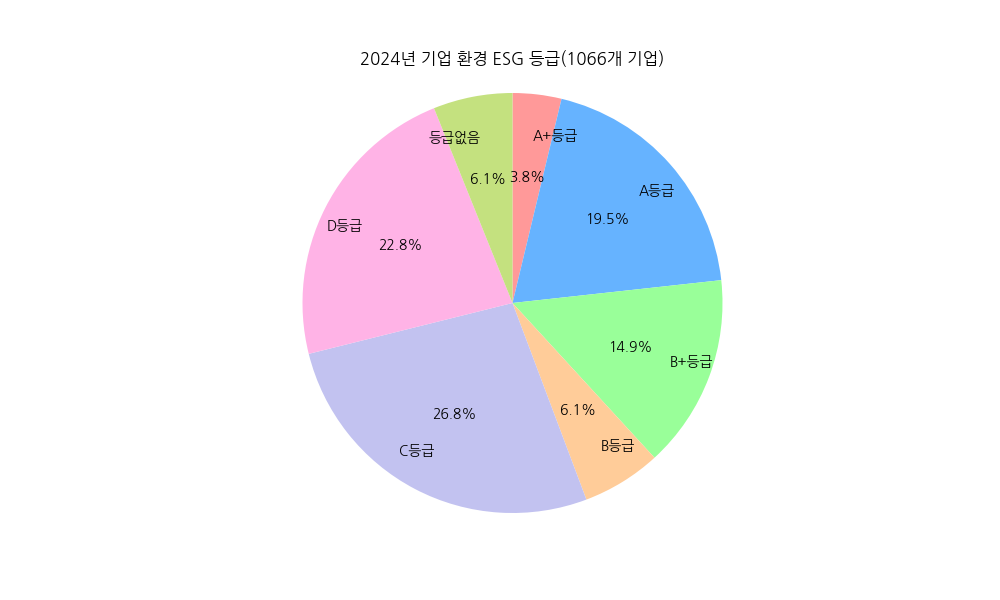 2024년 기업 환경 ESG 등급(1066개 기업)
A+등급
3.8%
A등급
19.5%
B+등급
14.9%
B등급
6.1%
C등급
26.8%
D등급
22.8%
등급없음
6.1%